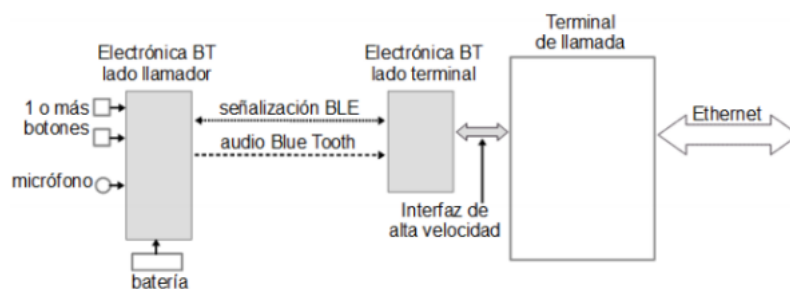 Electrónica BT
lado llamador
Electrónica BT
lado terminal
Terminal
de llamada
1 o más
botones
señalización BLE
audio Blue Tooth
Ethernet
micrófono
Interfaz de
alta velocidad
batería